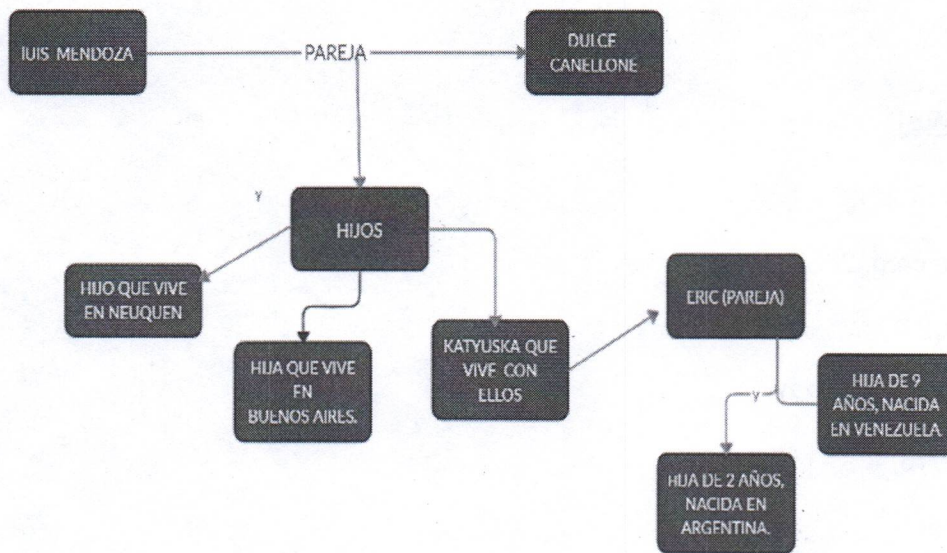 lUIS MENDOZA
PAREJA
DULCE
CANELLONE
Y
HIJOS
HIJO QUE VIVE
EN NEUQUEN
HIJA QUE VIVE
EN
BUENOS AIRES.
KATYUSKA QUE
VIVE CON
ELLOS
ERIC (PAREJA)
Y
HIJA DE 9
AÑOS, NACIDA
EN VENEZUELA.
HIJA DE 2 AÑOS,
NACIDA EN
ARGENTINA.